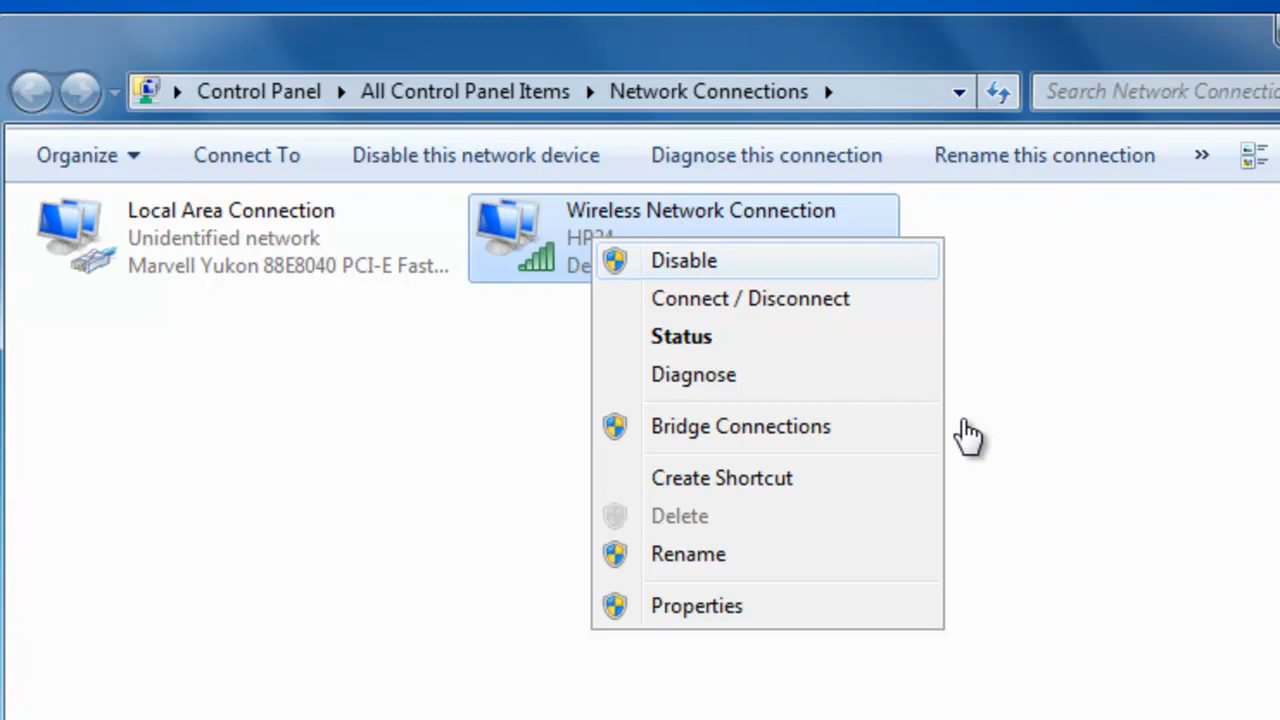 Control Panel All Control Panel Items Network Connections Search Network
Organize Connect To Disable this network device Diagnose this connection Rename this connection »
Local Area Connection
Unidentified network
Marvell Yukon 88E8040 PCI-E Fast...
Wireless Network Connection
Disable
Connect / Disconnect
Status
Diagnose
Bridge Connections
Create Shortcut
Delete
Rename
Properties